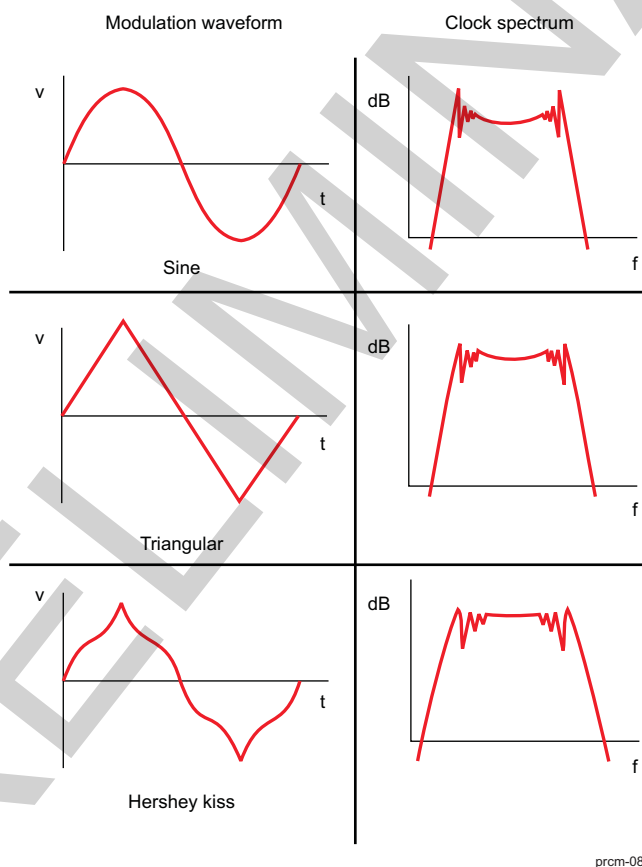 Modulation waveform
Clock spectrum
v
t
Sine
dB
f
v
t
Triangular
dB
f
v
t
Hershey kiss
dB
f